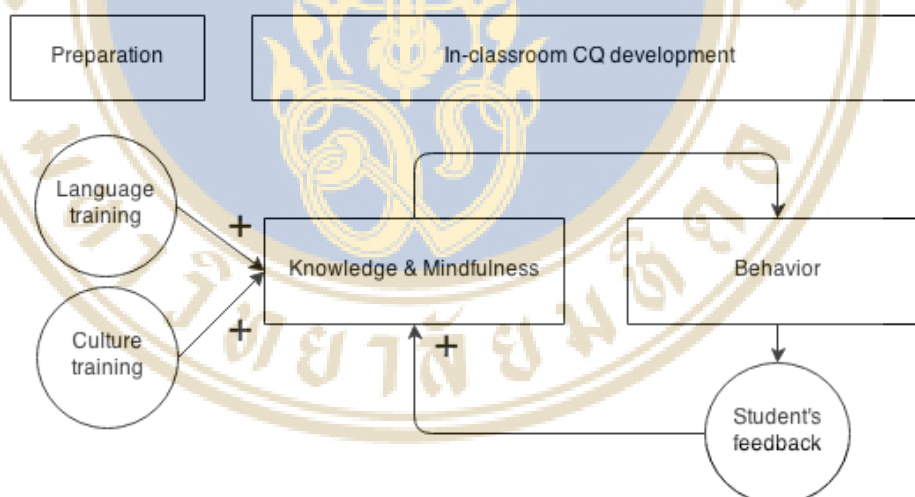 Preparation
In-classroom CQ development
Language
training
+
Knowledge & Mindfulness
Behavior
+
Culture
training
+
Student's
feedback